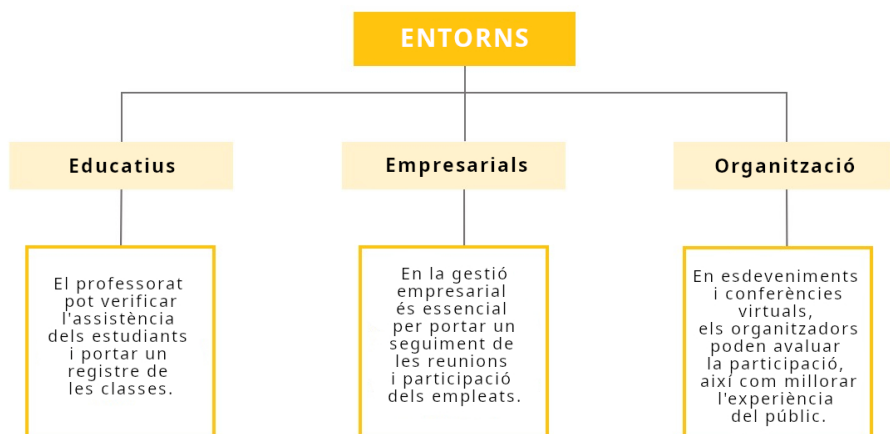 ENTORNS
Educatius
Empresarials
Organització
El professorat
pot verificar
l'assistència
dels estudiants
i portar un
registre de
les classes.
En la gestió
empresarial
és essencial
per portar un
seguiment de
les reunions
i participació
dels empleats.
En esdeveniments
i conferències
virtuals,
els organitzadors
poden avaluar
la participació,
així com millorar
l'experiència
del públic.